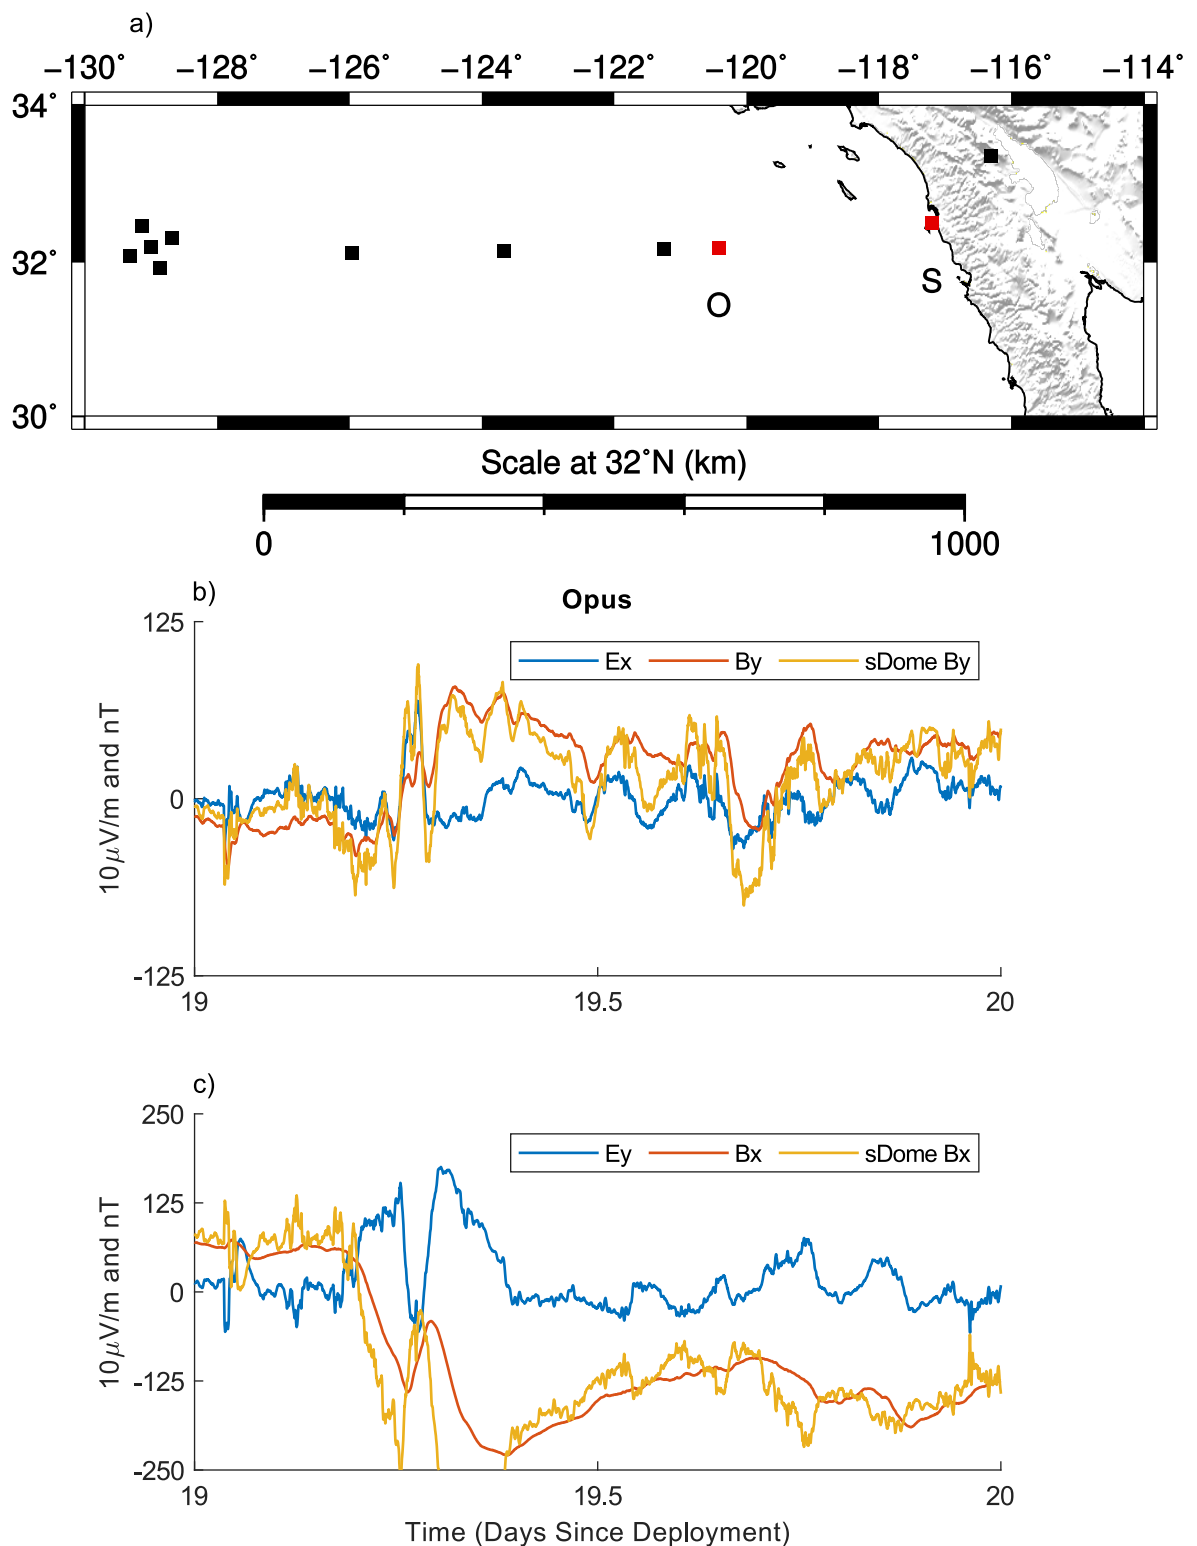 a)
−130˚ −128˚ −126˚ −124˚ −122˚ −120˚ −118˚ −116˚ −114˚
34˚
32˚
30˚
O
S
Scale at 32˚N (km)
0 1000
b)
Opus
125
0
-125
10μV/m and nT
Ex By sDome By
19 19.5 20
c)
250
125
0
-125
-250
10μV/m and nT
Ey Bx sDome Bx
19 19.5 20
Time (Days Since Deployment)